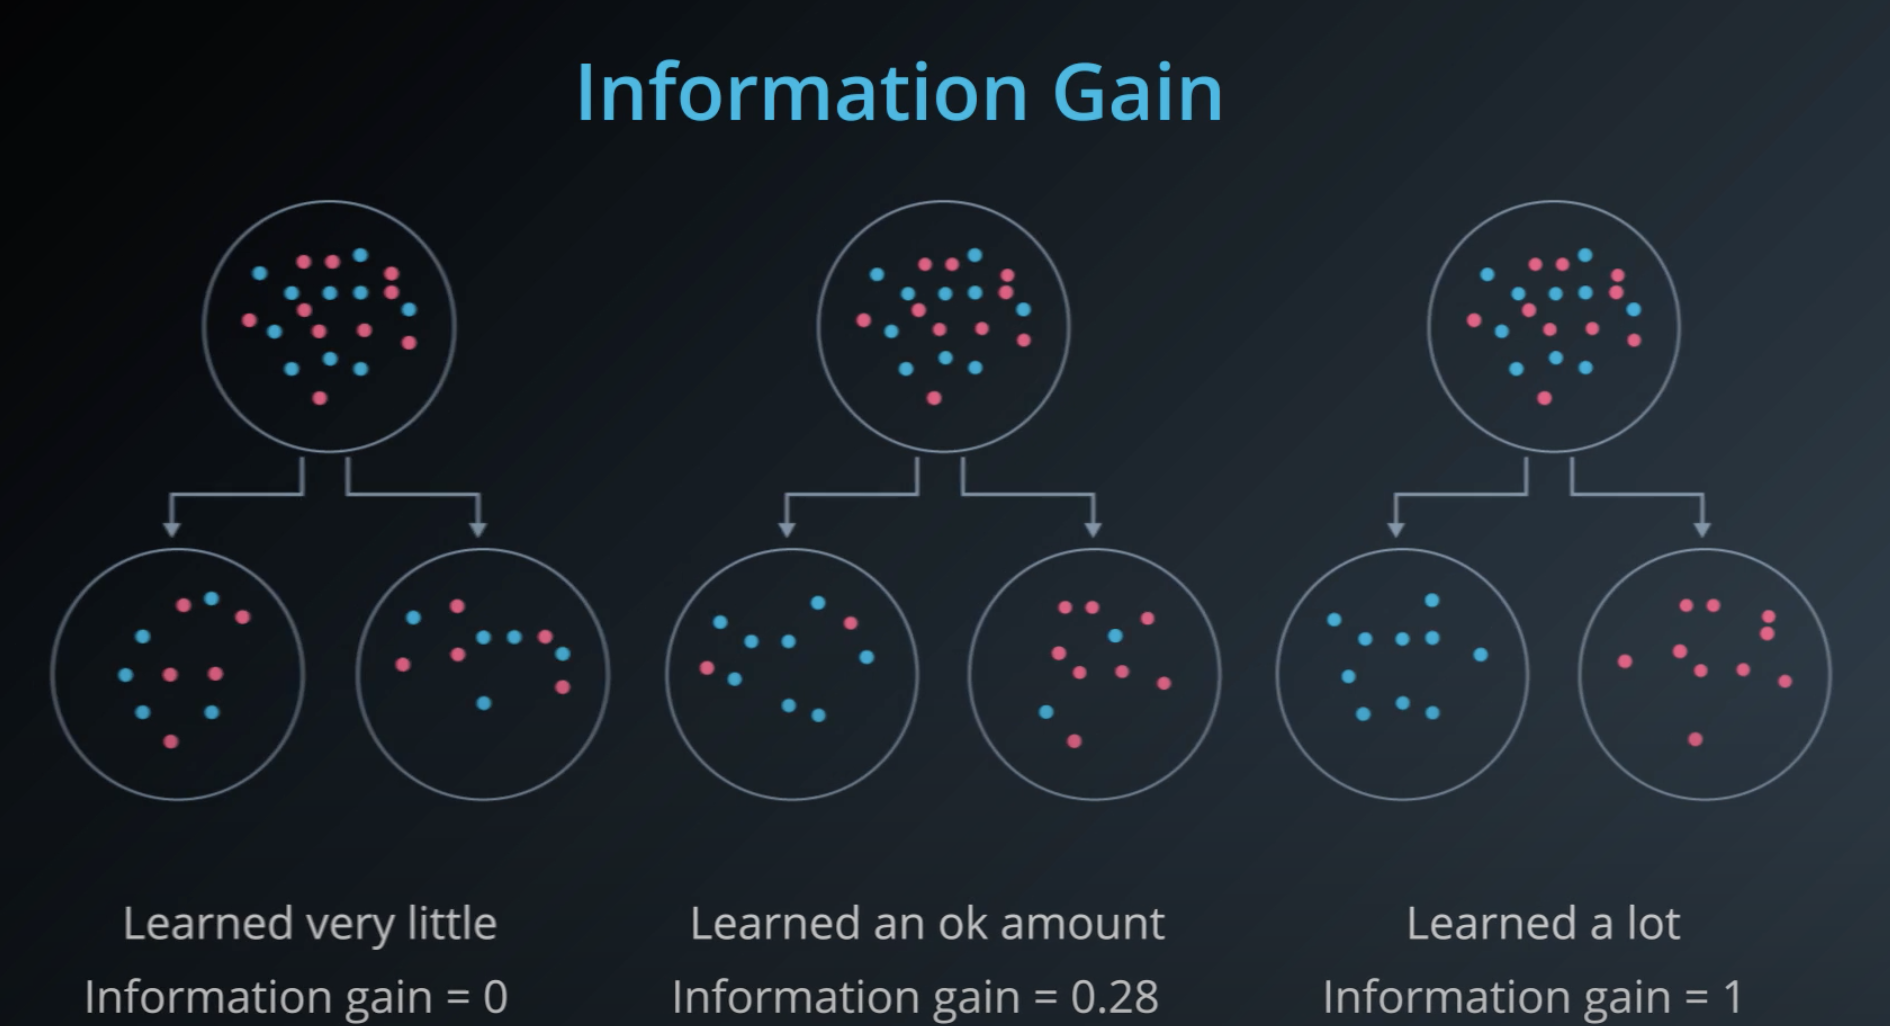 Information Gain
Learned very little
Information gain = 0
Learned an ok amount
Information gain = 0.28
Learned a lot
Information gain = 1